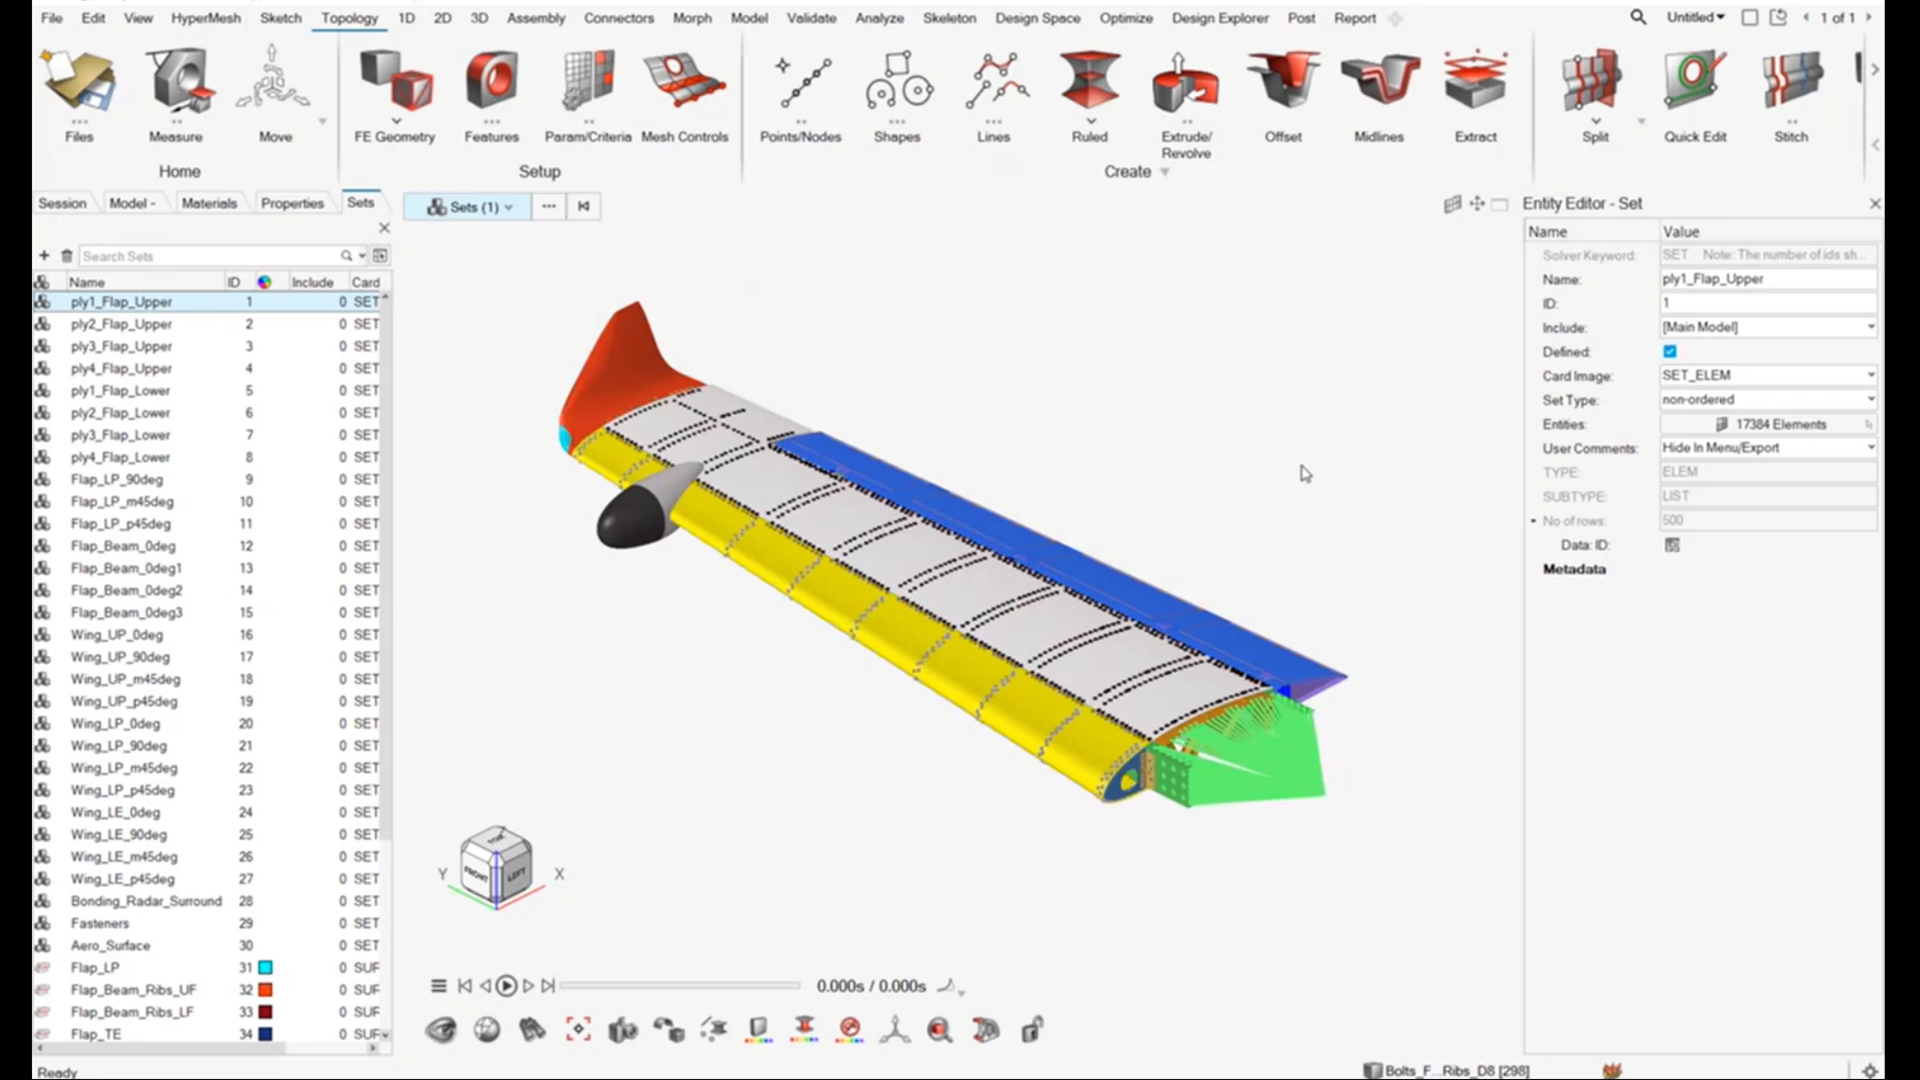 File Edit View HyperMesh Sketch Topology 1D 2D 3D Assembly Connectors Morph Model Validate Analyze Skeleton Design Space Optimize Design Explorer Post Report Untitled 1 of 1
Files Measure Move FE Geometry Features Param/Criteria Mesh Controls Points/Nodes Shapes Lines Ruled Extrude/ Revolve Offset Midlines Extract Split Quick Edit Stitch
Home Setup Create
Session Model Materials Properties Sets
Sets (1)
Search Sets
Name ID Include Card
ply1_Flap_Upper 1 0 SET
ply2_Flap_Upper 2 0 SET
ply3_Flap_Upper 3 0 SET
ply4_Flap_Upper 4 0 SET
ply1_Flap_Lower 5 0 SET
ply2_Flap_Lower 6 0 SET
ply3_Flap_Lower 7 0 SET
ply4_Flap_Lower 8 0 SET
Flap_LP_90deg 9 0 SET
Flap_LP_m45deg 10 0 SET
Flap_LP_p45deg 11 0 SET
Flap_Beam_0deg 12 0 SET
Flap_Beam_0deg1 13 0 SET
Flap_Beam_0deg2 14 0 SET
Flap_Beam_0deg3 15 0 SET
Wing_UP_0deg 16 0 SET
Wing_UP_90deg 17 0 SET
Wing_UP_m45deg 18 0 SET
Wing_UP_p45deg 19 0 SET
Wing_LP_0deg 20 0 SET
Wing_LP_90deg 21 0 SET
Wing_LP_m45deg 22 0 SET
Wing_LP_p45deg 23 0 SET
Wing_LE_0deg 24 0 SET
Wing_LE_90deg 25 0 SET
Wing_LE_m45deg 26 0 SET
Wing_LE_p45deg 27 0 SET
Bonding_Radar_Surround 28 0 SET
Fasteners 29 0 SET
Aero_Surface 30 0 SET
Flap_LP 31 0 SUF
Flap_Beam_Ribs_UF 32 0 SUF
Flap_Beam_Ribs_LF 33 0 SUF
Flap_TE 34 0 SUF
Ready
TOP
FRONT LEFT
Y X
0.000s / 0.000s
Bolts_F...Ribs_D8 [298]
Entity Editor - Set
Name Value
Solver Keyword: SET Note: The number of ids sh...
Name: ply1_Flap_Upper
ID: 1
Include: [Main Model]
Defined:
Card Image: SET_ELEM
Set Type: non-ordered
Entities: 17384 Elements
User Comments: Hide In Menu/Export
TYPE: ELEM
SUBTYPE: LIST
No of rows: 500
Data: ID:
Metadata